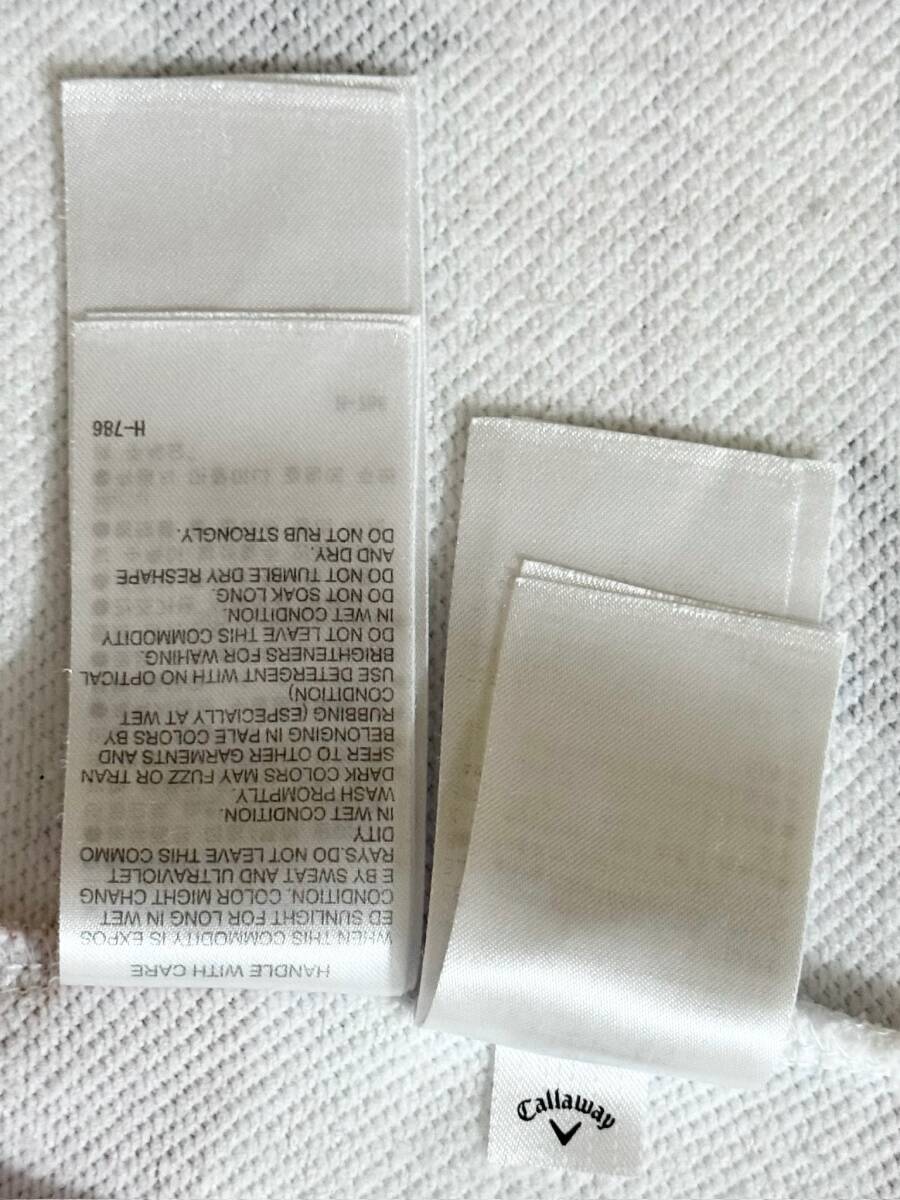 HANDLE WITH CARE
WHEN THIS COMMODITY IS EXPOS
ED SUNLIGHT FOR LONG IN WET
CONDITION, COLOR MIGHT CHANG
E BY SWEAT AND ULTRAVIOLET
RAYS.DO NOT LEAVE THIS COMMO
DITY
IN WET CONDITION.
WASH PROMPTLY.
DARK COLORS MAY FUZZ OR TRAN
SFER TO OTHER GARMENTS AND
BELONGING IN PALE COLORS BY
RUBBING (ESPECIALLY AT WET
CONDITION)
USE DETERGENT WITH NO OPTICAL
BRIGHTENERS FOR WAHING.
DO NOT LEAVE THIS COMMODITY
IN WET CONDITION.
DO NOT SOAK LONG.
DO NOT TUMBLE DRY RESHAPE
AND DRY.
DO NOT RUB STRONGLY.
H-786
Callaway